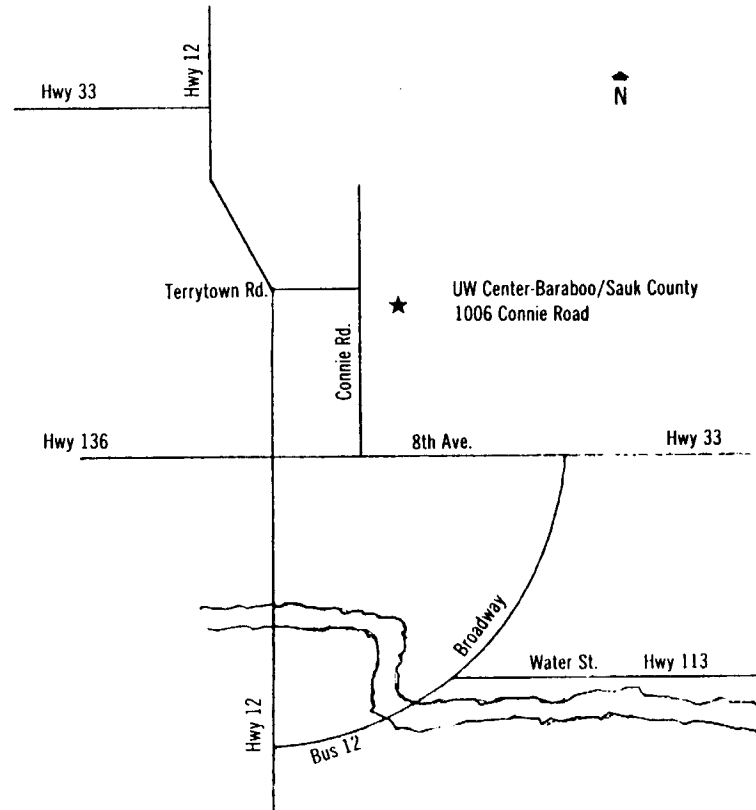 Hwy 12
Hwy 33
N
Terrytown Rd.
UW Center-Baraboo/Sauk County
1006 Connie Road
Connie Rd.
Hwy 136
8th Ave.
Hwy 33
Broadway
Water St.
Hwy 113
Hwy 12
Bus 12